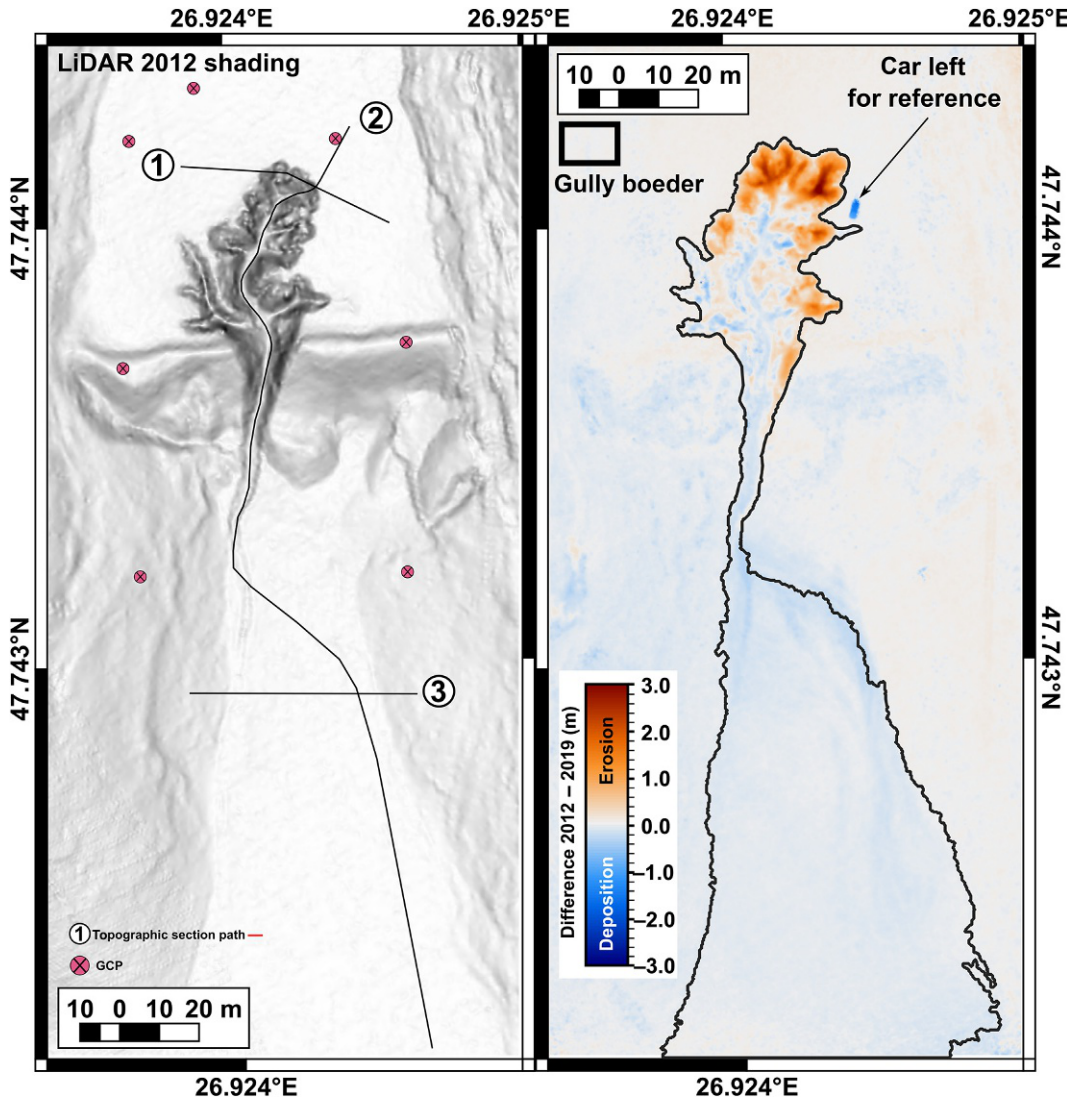 26.924°E
26.925°E
26.924°E
26.925°E
LiDAR 2012 shading
2
1
47.744°N
47.743°N
3
1 Topographic section path
GCP
10 0 10 20 m
10 0 10 20 m
Gully boeder
Car left
for reference
47.744°N
47.743°N
Difference 2012 – 2019 (m)
Erosion
Deposition
3.0
2.0
1.0
0.0
–1.0
–2.0
–3.0
26.924°E
26.924°E